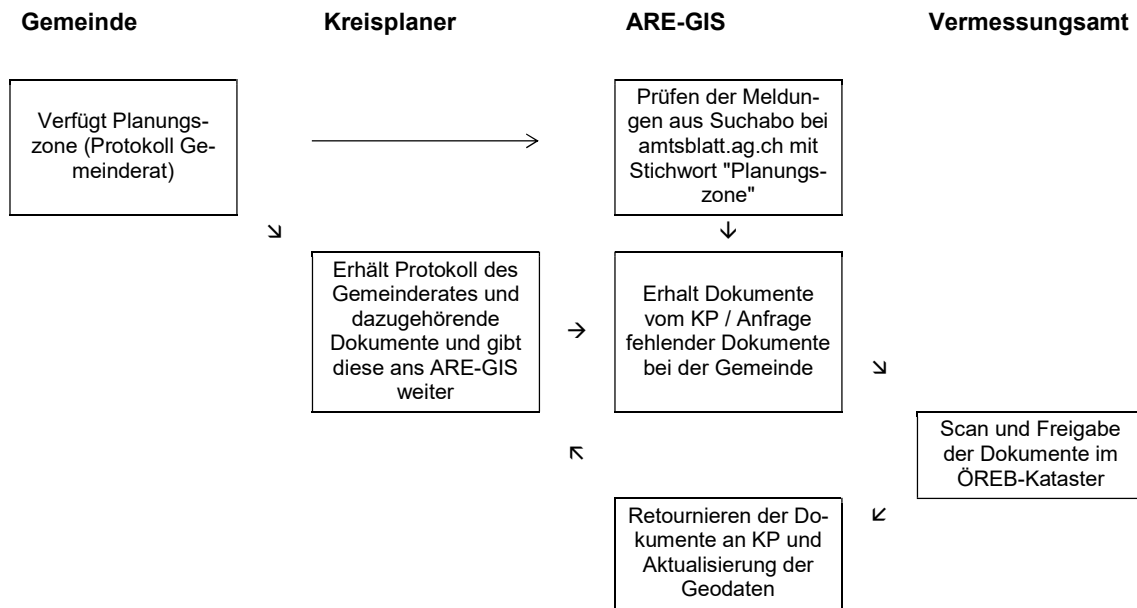 Gemeinde
Kreisplaner
ARE-GIS
Vermessungsamt
Verfügt Planungs-
zone (Protokoll Ge-
meinderat)
Prüfen der Meldun-
gen aus Suchabo bei
amtsblatt.ag.ch mit
Stichwort "Planungs-
zone"
Erhält Protokoll des
Gemeinderates und
dazugehörende
Dokumente und gibt
diese ans ARE-GIS
weiter
Erhalt Dokumente
vom KP / Anfrage
fehlender Dokumente
bei der Gemeinde
Scan und Freigabe
der Dokumente im
ÖREB-Kataster
Retournieren der Do-
kumente an KP und
Aktualisierung der
Geodaten